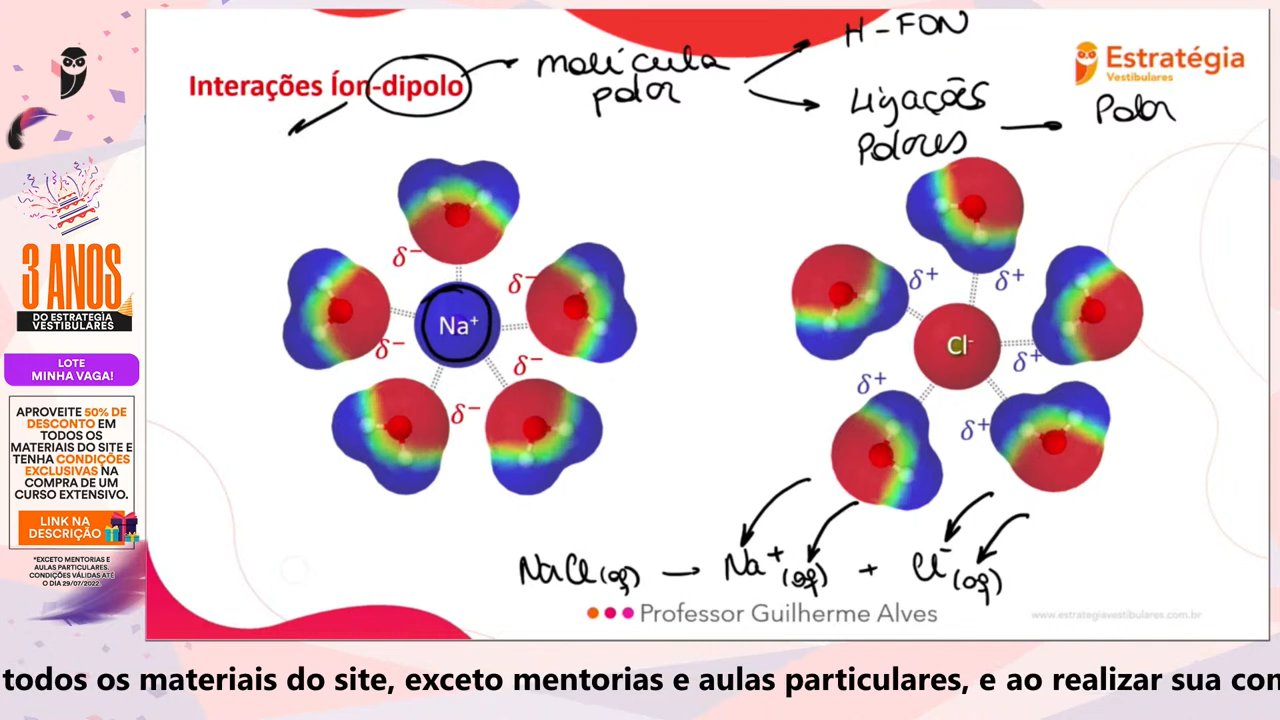 Interações Íon-dipolo
molécula
polar
H-FON
Ligações
Polares
Polar
Estratégia
Vestibulares
δ-
δ-
δ-
δ-
δ-
Na+
δ+
δ+
δ+
δ+
δ+
Cl-
NaCl(aq) → Na+(aq) + Cl-(aq)
Professor Guilherme Alves
www.estrategiavestibulares.com.br
3 ANOS
DO ESTRATEGIA
VESTIBULARES
LOTE
MINHA VAGA!
APROVEITE 50% DE
DESCONTO EM
TODOS OS
MATERIAIS DO SITE E
TENHA CONDIÇÕES
EXCLUSIVAS NA
COMPRA DE UM
CURSO EXTENSIVO.
LINK NA
DESCRIÇÃO
*EXCETO MENTORIAS E
AULAS PARTICULARES.
CONDIÇÕES VÁLIDAS ATÉ
O DIA 29/07/2022
todos os materiais do site, exceto mentorias e aulas particulares, e ao realizar sua com